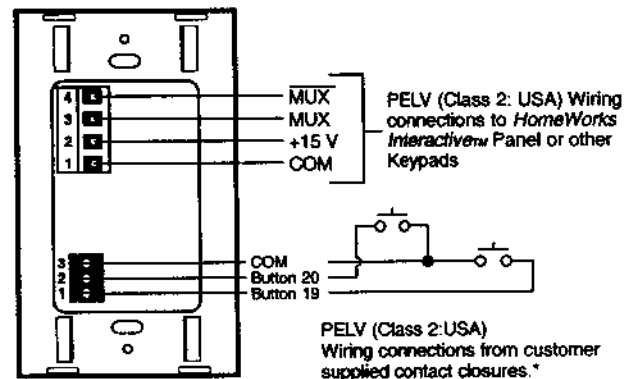 4 M̅U̅X̅
3 MUX
2 +15 V
1 COM
PELV (Class 2: USA) Wiring
connections to HomeWorks
Interactive™ Panel or other
Keypads
3 COM
2 Button 20
1 Button 19
PELV (Class 2:USA)
Wiring connections from customer
supplied contact closures.*